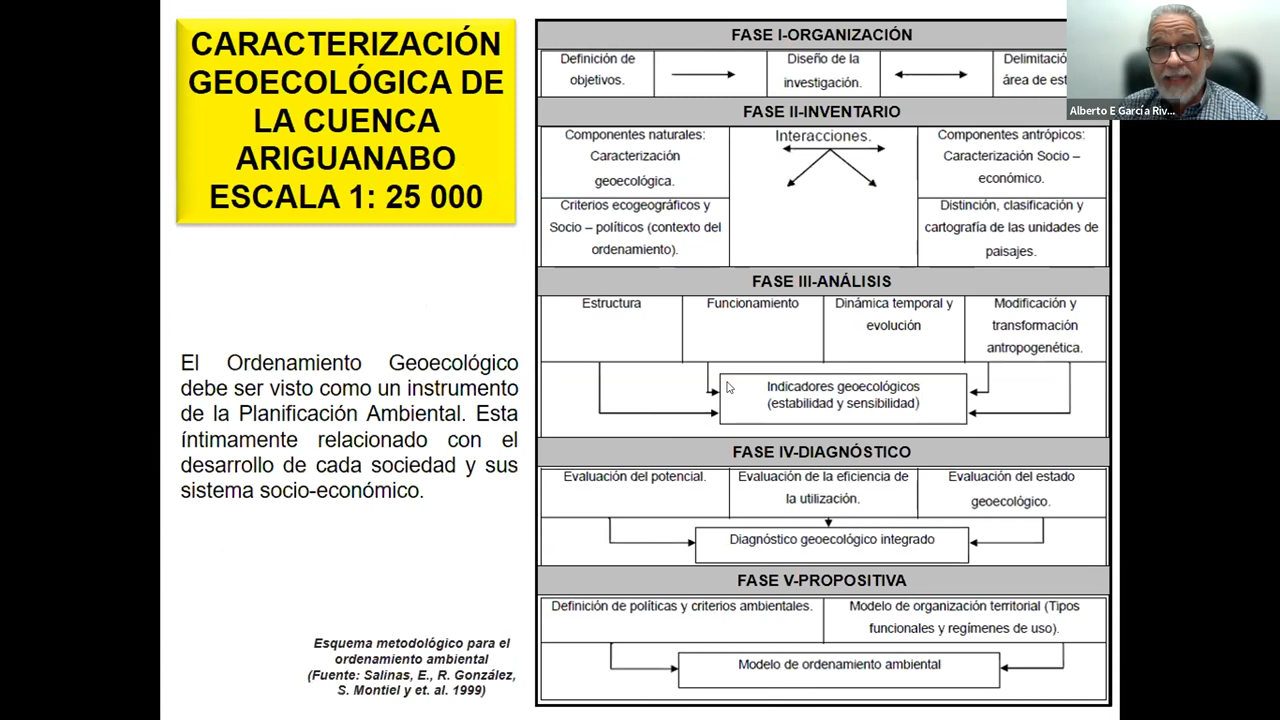 CARACTERIZACIÓN
GEOECOLÓGICA DE
LA CUENCA
ARIGUANABO
ESCALA 1: 25 000
El Ordenamiento Geoecológico
debe ser visto como un instrumento
de la Planificación Ambiental. Esta
íntimamente relacionado con el
desarrollo de cada sociedad y sus
sistema socio-económico.
Esquema metodológico para el
ordenamiento ambiental
(Fuente: Salinas, E., R. González,
S. Montiel y et. al. 1999)
FASE I-ORGANIZACIÓN
Definición de
objetivos.
Diseño de la
investigación.
área de
FASE II-INVENTARIO
Componentes naturales:
Caracterización
geoecológica.
Interacciones.
Componentes antrópicos:
Caracterización Socio –
económico.
Criterios ecogeográficos y
Socio – políticos (contexto del
ordenamiento).
Distinción, clasificación y
cartografía de las unidades de
paisajes.
FASE III-ANÁLISIS
Estructura
Funcionamiento
Dinámica temporal y
evolución
Modificación y
transformación
antropogenética.
Indicadores geoecológicos
(estabilidad y sensibilidad)
FASE IV-DIAGNÓSTICO
Evaluación del potencial.
Evaluación de la eficiencia de
la utilización.
Evaluación del estado
geoecológico.
Diagnóstico geoecológico integrado
FASE V-PROPOSITIVA
Definición de políticas y criterios ambientales.
Modelo de organización territorial (Tipos
funcionales y regímenes de uso).
Modelo de ordenamiento ambiental
Alberto E García Riv...